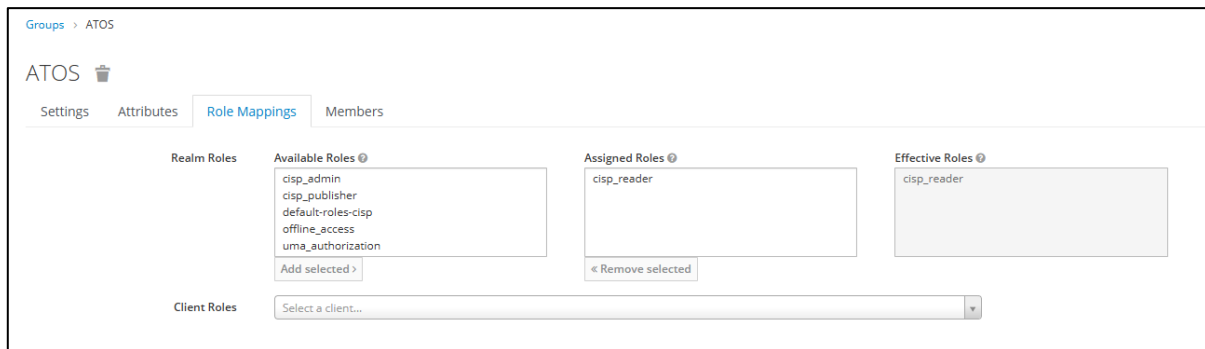 Groups > ATOS
ATOS
Settings Attributes Role Mappings Members
Realm Roles Available Roles Assigned Roles Effective Roles
cisp_admin cisp_reader cisp_reader
cisp_publisher
default-roles-cisp
offline_access
uma_authorization
Add selected > « Remove selected
Client Roles Select a client...